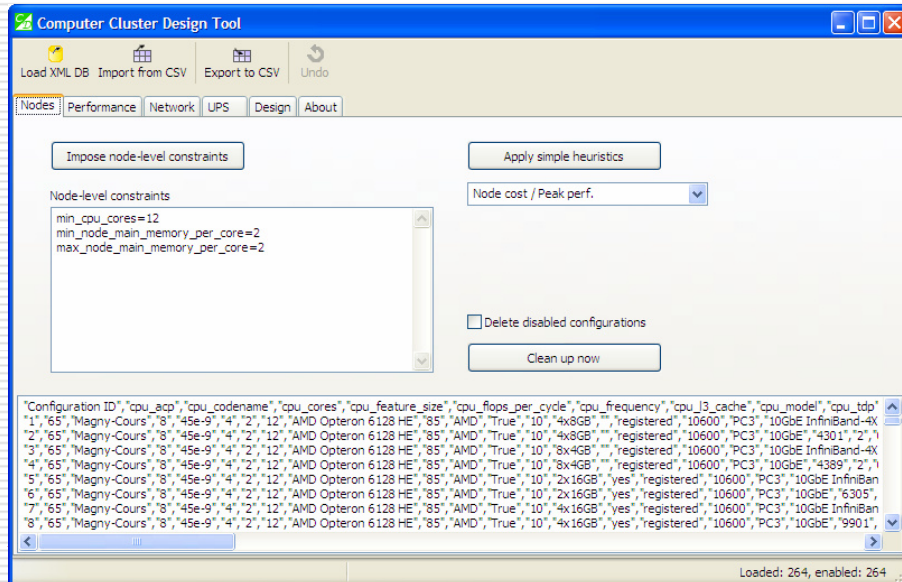 Computer Cluster Design Tool
Load XML DB Import from CSV Export to CSV Undo
Nodes Performance Network UPS Design About
Impose node-level constraints Apply simple heuristics
Node-level constraints Node cost / Peak perf.
min_cpu_cores=12
min_node_main_memory_per_core=2
max_node_main_memory_per_core=2
Delete disabled configurations
Clean up now
"Configuration ID","cpu_acp","cpu_codename","cpu_cores","cpu_feature_size","cpu_flops_per_cycle","cpu_frequency","cpu_l3_cache","cpu_model","cpu_tdp"
"1","65","Magny-Cours","8","45e-9","4","2","12","AMD Opteron 6128 HE","85","AMD","True","10","4x8GB","","registered","10600","PC3","10GbE InfiniBand-4X
"2","65","Magny-Cours","8","45e-9","4","2","12","AMD Opteron 6128 HE","85","AMD","True","10","4x8GB","","registered","10600","PC3","10GbE","4301","2","
"3","65","Magny-Cours","8","45e-9","4","2","12","AMD Opteron 6128 HE","85","AMD","True","10","8x4GB","","registered","10600","PC3","10GbE InfiniBand-4X
"4","65","Magny-Cours","8","45e-9","4","2","12","AMD Opteron 6128 HE","85","AMD","True","10","8x4GB","","registered","10600","PC3","10GbE","4389","2","
"5","65","Magny-Cours","8","45e-9","4","2","12","AMD Opteron 6128 HE","85","AMD","True","10","2x16GB","yes","registered","10600","PC3","10GbE InfiniBan
"6","65","Magny-Cours","8","45e-9","4","2","12","AMD Opteron 6128 HE","85","AMD","True","10","2x16GB","yes","registered","10600","PC3","10GbE","6305",
"7","65","Magny-Cours","8","45e-9","4","2","12","AMD Opteron 6128 HE","85","AMD","True","10","4x16GB","yes","registered","10600","PC3","10GbE InfiniBan
"8","65","Magny-Cours","8","45e-9","4","2","12","AMD Opteron 6128 HE","85","AMD","True","10","4x16GB","yes","registered","10600","PC3","10GbE","9901",
Loaded: 264, enabled: 264